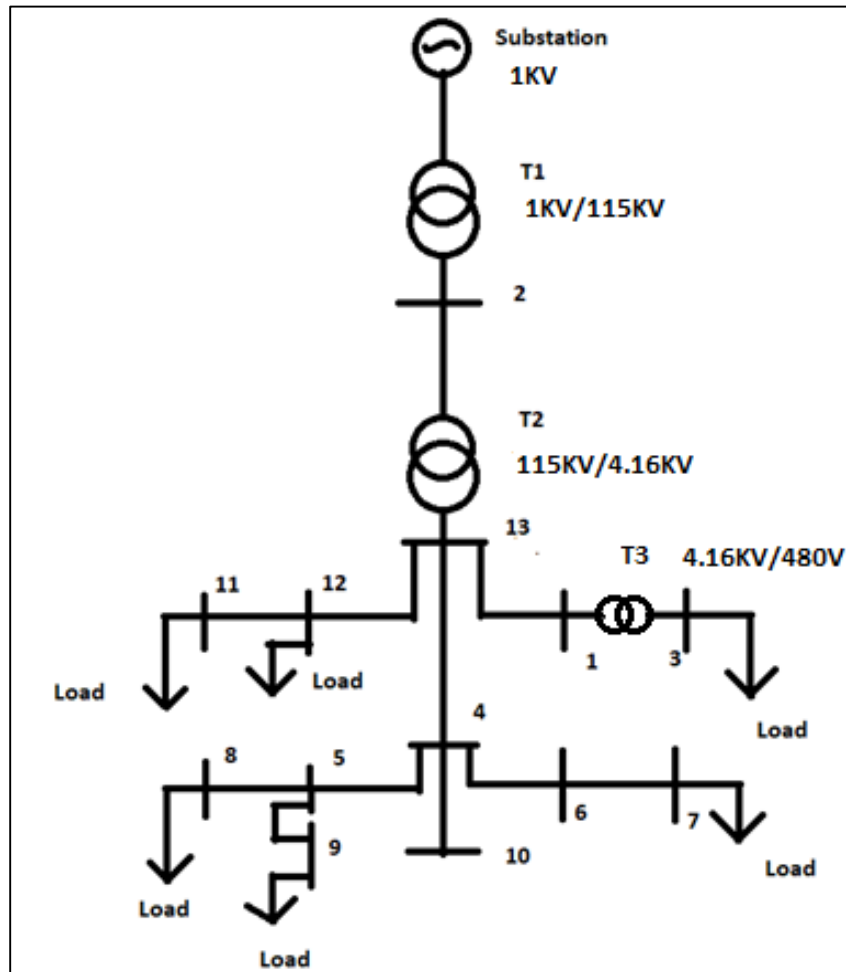 Substation
1KV
T1
1KV/115KV
2
T2
115KV/4.16KV
13
T3 4.16KV/480V
11 12
1 3
Load Load
Load
4
8 5
6 7
9
10
Load
Load
Load